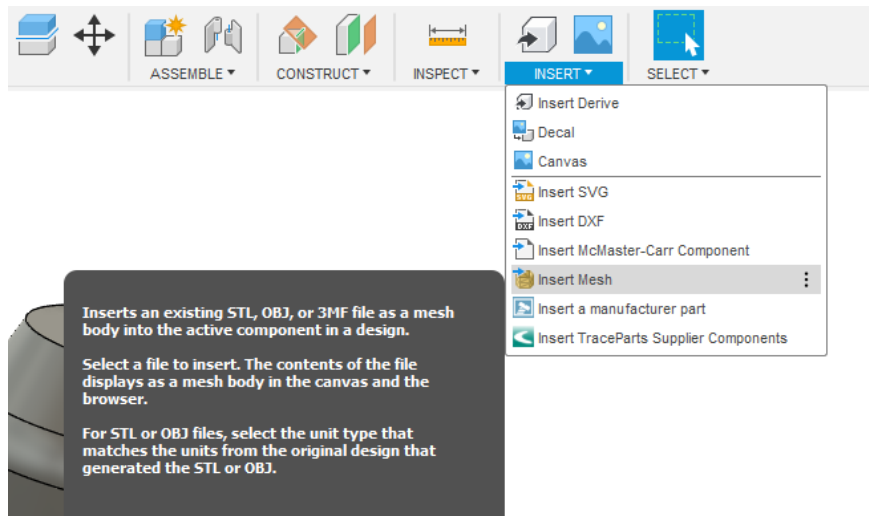 ASSEMBLE
CONSTRUCT
INSPECT
INSERT
SELECT
Insert Derive
Decal
Canvas
SVG Insert SVG
DXF Insert DXF
Insert McMaster-Carr Component
Insert Mesh
Insert a manufacturer part
Insert TraceParts Supplier Components
Inserts an existing STL, OBJ, or 3MF file as a mesh
body into the active component in a design.
Select a file to insert. The contents of the file
displays as a mesh body in the canvas and the
browser.
For STL or OBJ files, select the unit type that
matches the units from the original design that
generated the STL or OBJ.